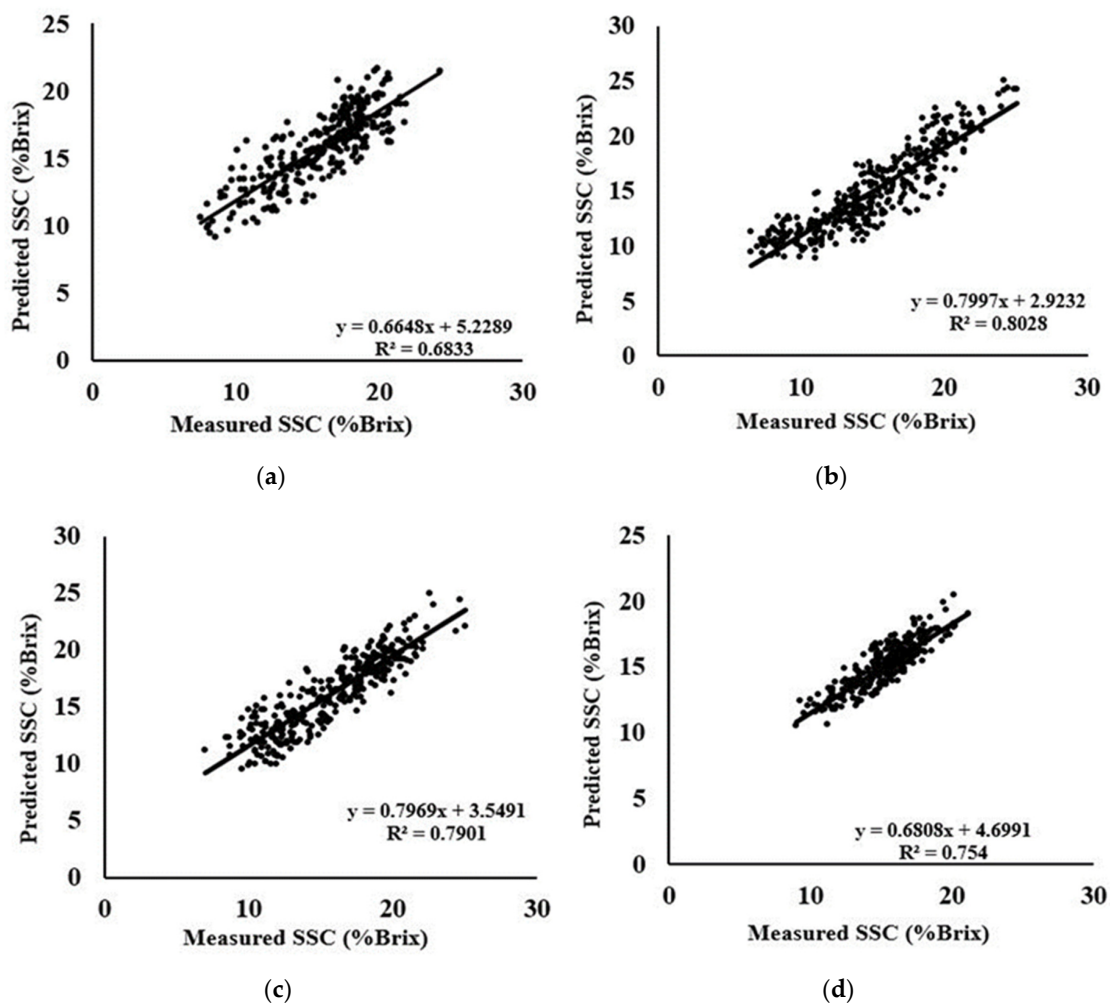 25
20
15
10
5
0
0 10 20 30
Predicted SSC (%Brix)
Measured SSC (%Brix)
y = 0.6648x + 5.2289
R² = 0.6833
(a)
30
25
20
15
10
5
0
0 10 20 30
Predicted SSC (%Brix)
Measured SSC (%Brix)
y = 0.7997x + 2.9232
R² = 0.8028
(b)
30
25
20
15
10
5
0
0 10 20 30
Predicted SSC (%Brix)
Measured SSC (%Brix)
y = 0.7969x + 3.5491
R² = 0.7901
(c)
25
20
15
10
5
0
0 10 20 30
Predicted SSC (%Brix)
Measured SSC (%Brix)
y = 0.6808x + 4.6991
R² = 0.754
(d)